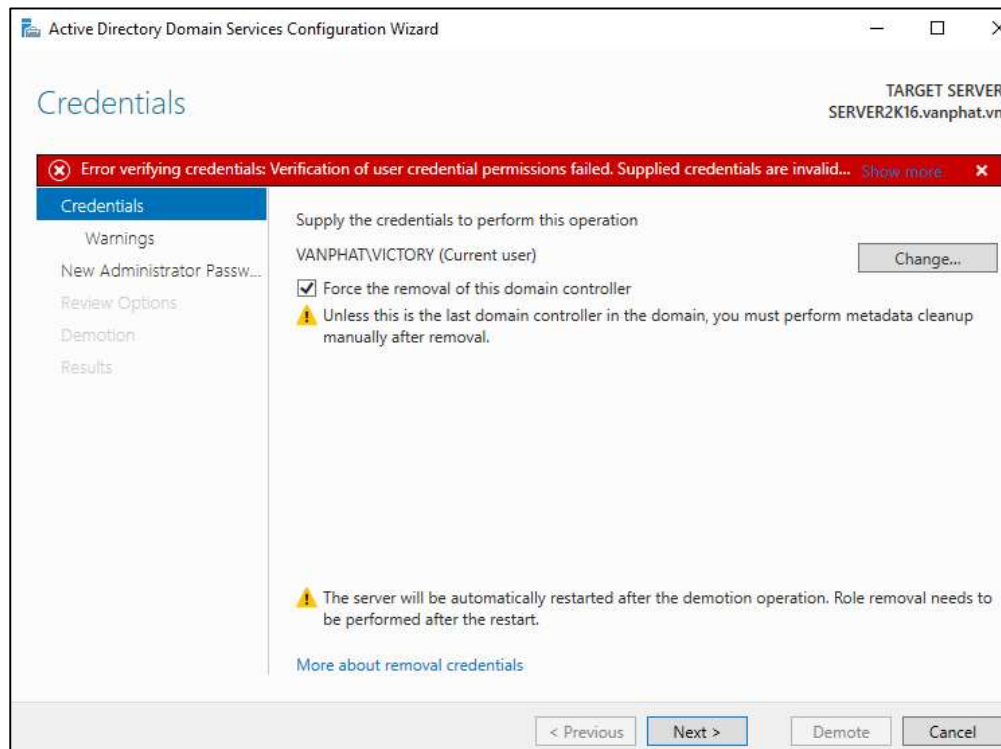 Active Directory Domain Services Configuration Wizard
Credentials
TARGET SERVER
SERVER2K16.vanphat.vn
Error verifying credentials: Verification of user credential permissions failed. Supplied credentials are invalid... Show more
Credentials
Warnings
New Administrator Passw...
Review Options
Demotion
Results
Supply the credentials to perform this operation
VANPHAT\VICTORY (Current user)
Change...
Force the removal of this domain controller
Unless this is the last domain controller in the domain, you must perform metadata cleanup
manually after removal.
The server will be automatically restarted after the demotion operation. Role removal needs to
be performed after the restart.
More about removal credentials
< Previous
Next >
Demote
Cancel